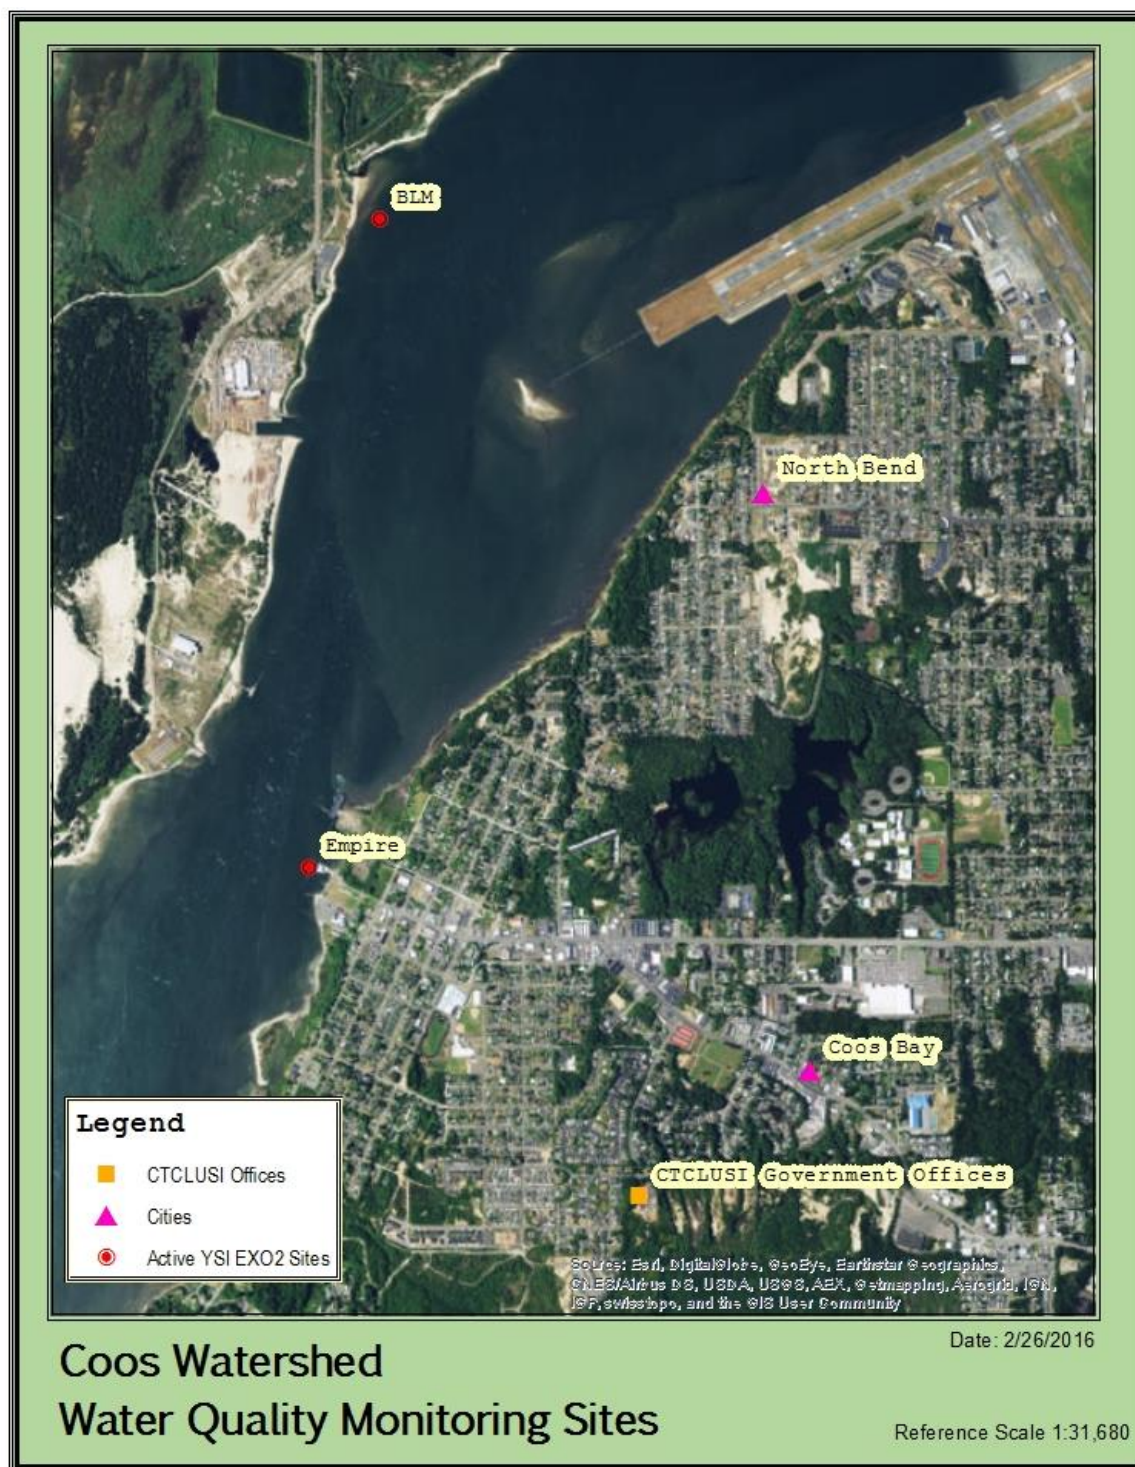 BLM
North Bend
Empire
Coos Bay
CTCLUSI Government Offices
Legend
CTCLUSI Offices
Cities
Active YSI EXO2 Sites
Source: Esri, DigitalGlobe, GeoEye, Earthstar Geographics,
CNES/Airbus DS, USDA, USGS, AEX, Getmapping, Aerogrid, IGN,
IGP, swisstopo, and the GIS User Community
Date: 2/26/2016
Coos Watershed
Water Quality Monitoring Sites
Reference Scale 1:31,680